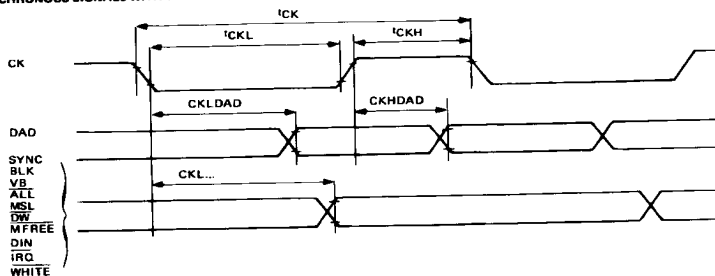 tCK
tCKL
tCKH
CK
CKLDAD
CKHDAD
DAD
SYNC
BLK
VB
ALL
MSL
DW
MFREE
DIN
IRQ
WHITE
CKL...